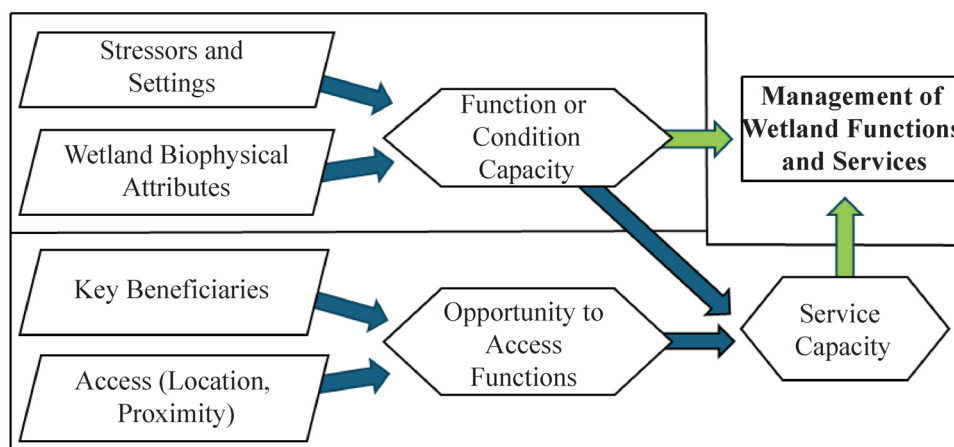 Stressors and
Settings
Wetland Biophysical
Attributes
Function or
Condition
Capacity
Management of
Wetland Functions
and Services
Key Beneficiaries
Access (Location,
Proximity)
Opportunity to
Access
Functions
Service
Capacity